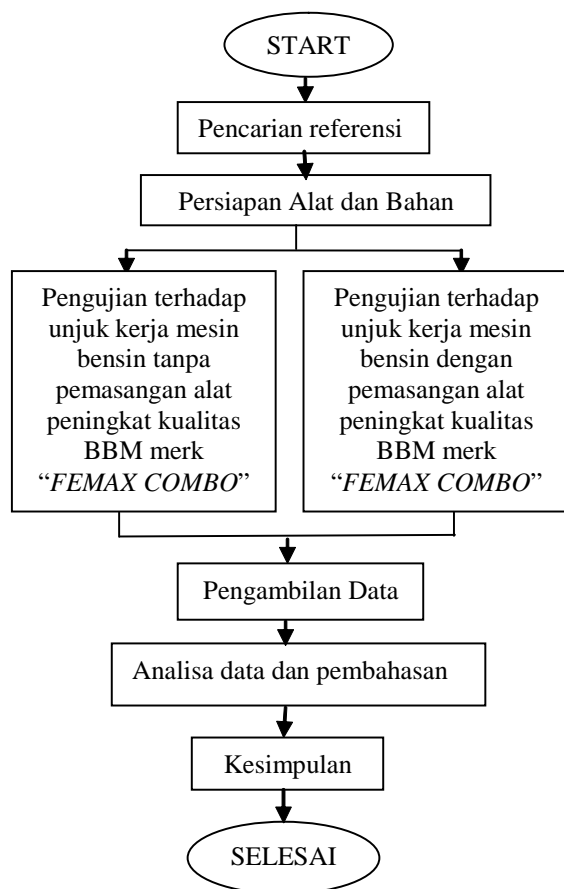 START
Pencarian referensi
Persiapan Alat dan Bahan
Pengujian terhadap
unjuk kerja mesin
bensin tanpa
pemasangan alat
peningkat kualitas
BBM merk
“FEMAX COMBO”
Pengujian terhadap
unjuk kerja mesin
bensin dengan
pemasangan alat
peningkat kualitas
BBM merk
“FEMAX COMBO”
Pengambilan Data
Analisa data dan pembahasan
Kesimpulan
SELESAI